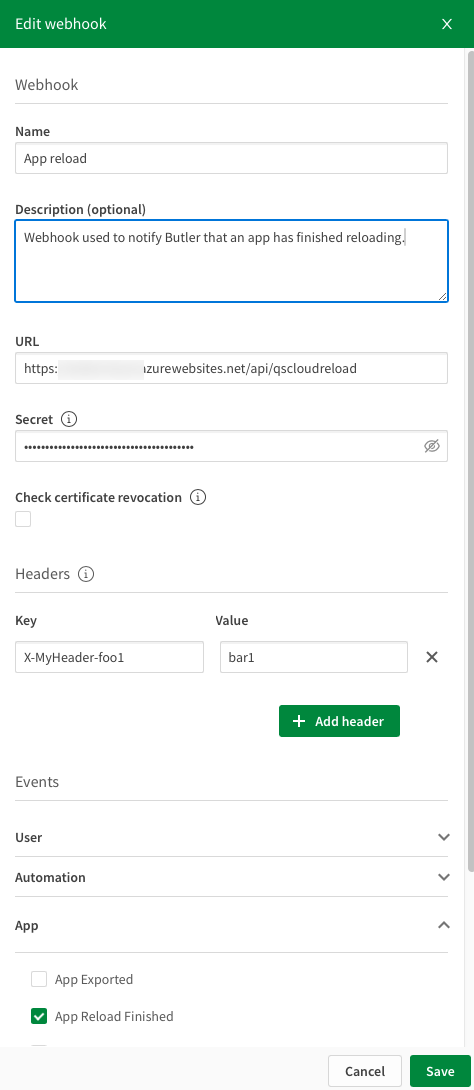 Edit webhook
Webhook
Name
App reload
Description (optional)
Webhook used to notify Butler that an app has finished reloading.
URL
https: azurewebsites.net/api/qscloudreload
Secret
••••••••••••••••••••••••••••••••••••••••
Check certificate revocation
Headers
Key Value
X-MyHeader-foo1 bar1
+ Add header
Events
User
Automation
App
App Exported
App Reload Finished
Cancel Save